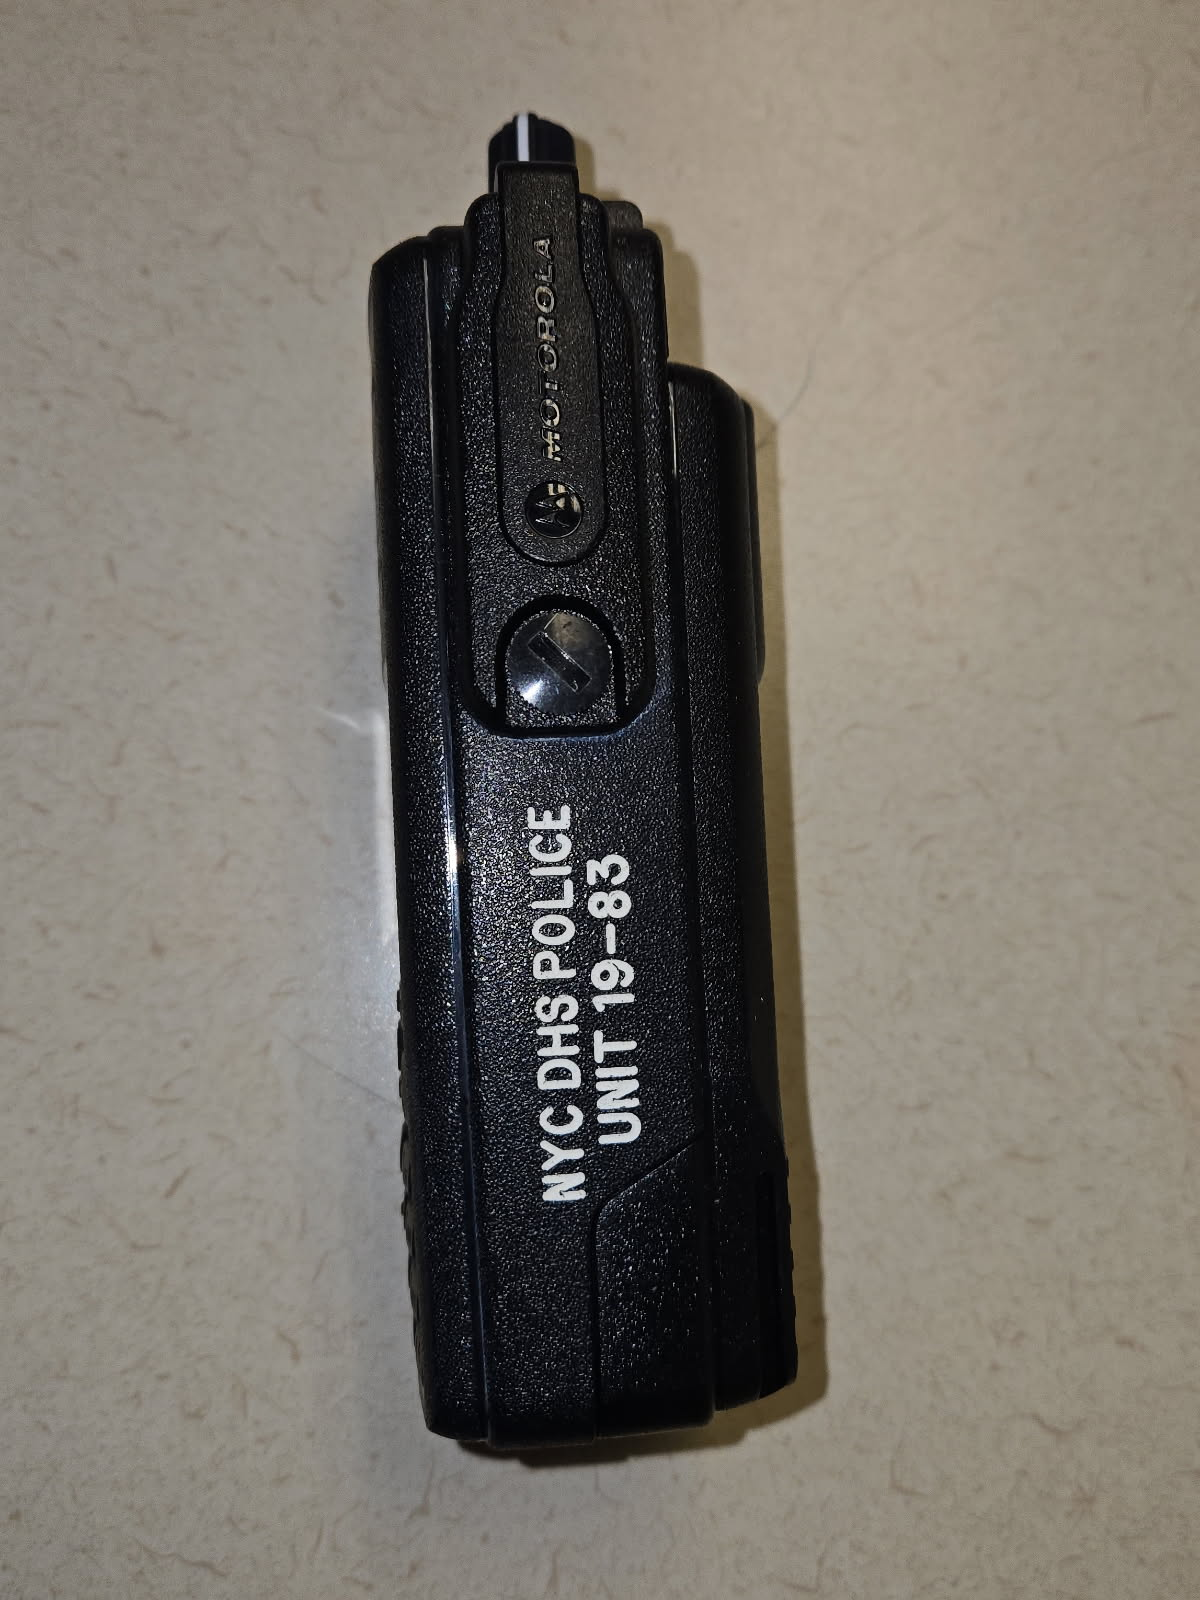 MOTOROLA
NYC DHS POLICE
UNIT 19-83